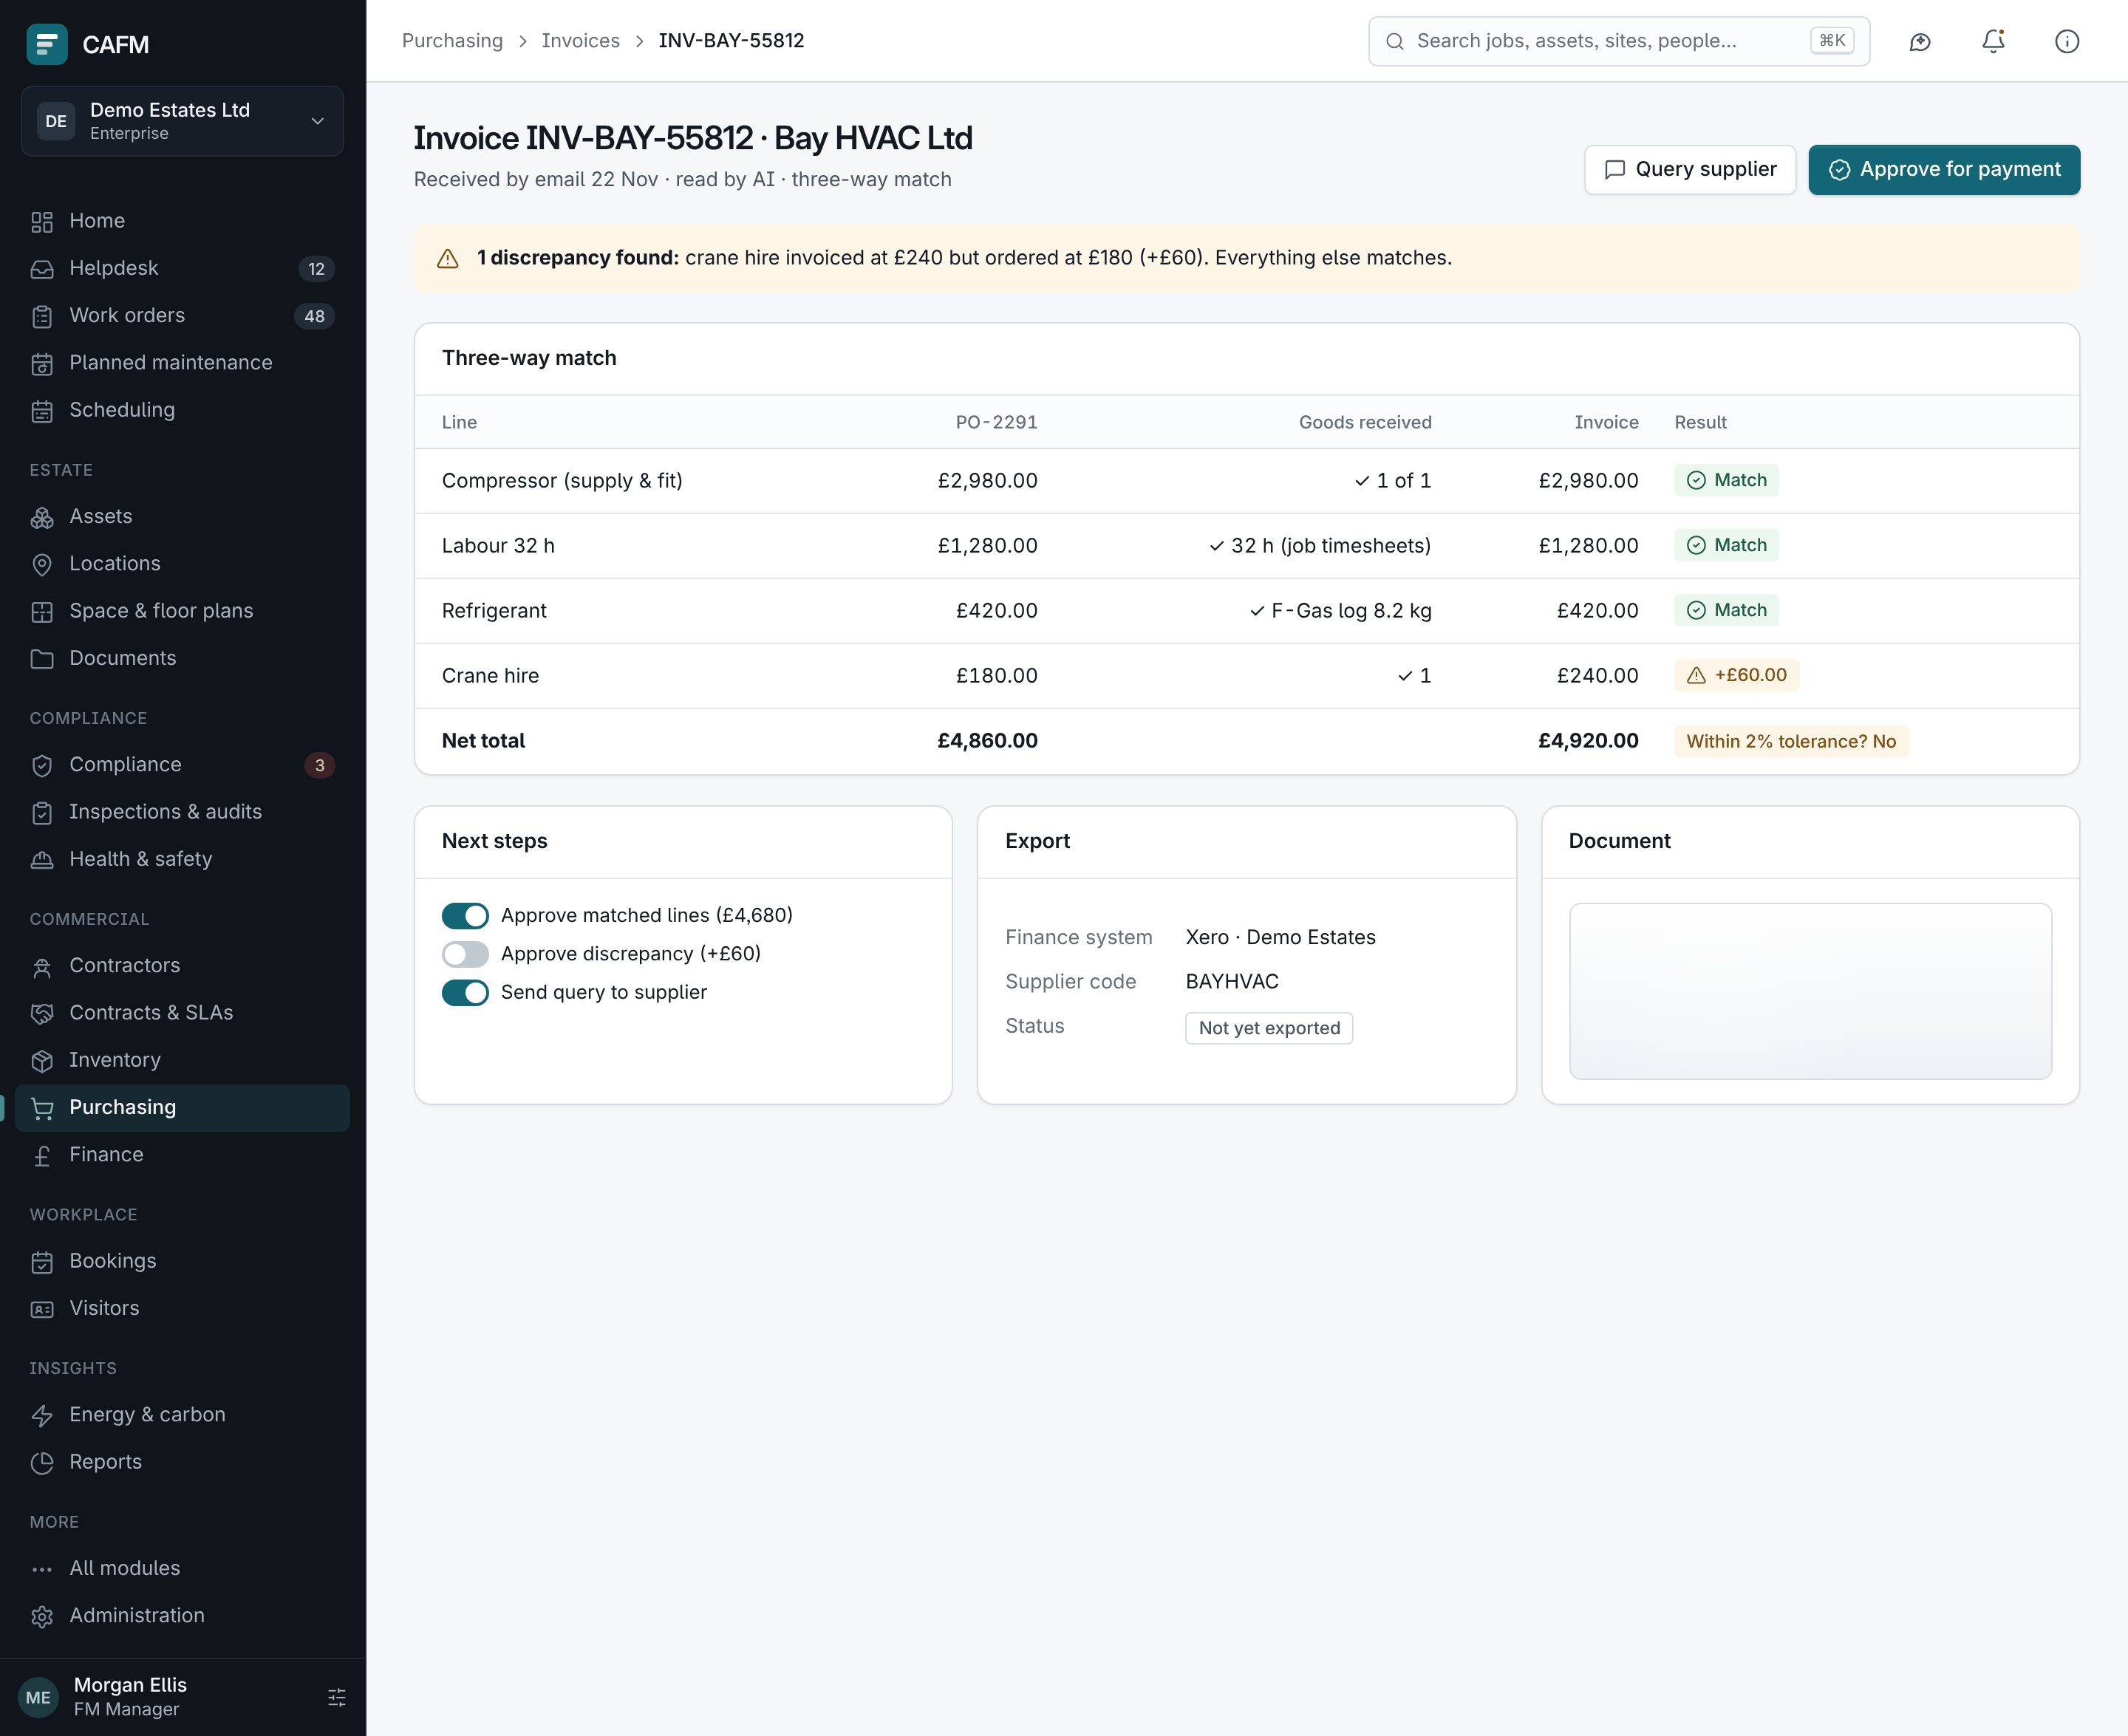 CAFM
DE
Demo Estates Ltd
Enterprise
Home
Helpdesk 12
Work orders 48
Planned maintenance
Scheduling
ESTATE
Assets
Locations
Space & floor plans
Documents
COMPLIANCE
Compliance 3
Inspections & audits
Health & safety
COMMERCIAL
Contractors
Contracts & SLAs
Inventory
Purchasing
Finance
WORKPLACE
Bookings
Visitors
INSIGHTS
Energy & carbon
Reports
MORE
All modules
Administration
ME
Morgan Ellis
FM Manager
Purchasing > Invoices > INV-BAY-55812
Search jobs, assets, sites, people... ⌘K
Invoice INV-BAY-55812 · Bay HVAC Ltd
Received by email 22 Nov · read by AI · three-way match
Query supplier
Approve for payment
1 discrepancy found: crane hire invoiced at £240 but ordered at £180 (+£60). Everything else matches.
Three-way match
Line PO-2291 Goods received Invoice Result
Compressor (supply & fit) £2,980.00 ✓ 1 of 1 £2,980.00 Match
Labour 32 h £1,280.00 ✓ 32 h (job timesheets) £1,280.00 Match
Refrigerant £420.00 ✓ F-Gas log 8.2 kg £420.00 Match
Crane hire £180.00 ✓ 1 £240.00 +£60.00
Net total £4,860.00 £4,920.00 Within 2% tolerance? No
Next steps
Approve matched lines (£4,680)
Approve discrepancy (+£60)
Send query to supplier
Export
Finance system Xero · Demo Estates
Supplier code BAYHVAC
Status Not yet exported
Document